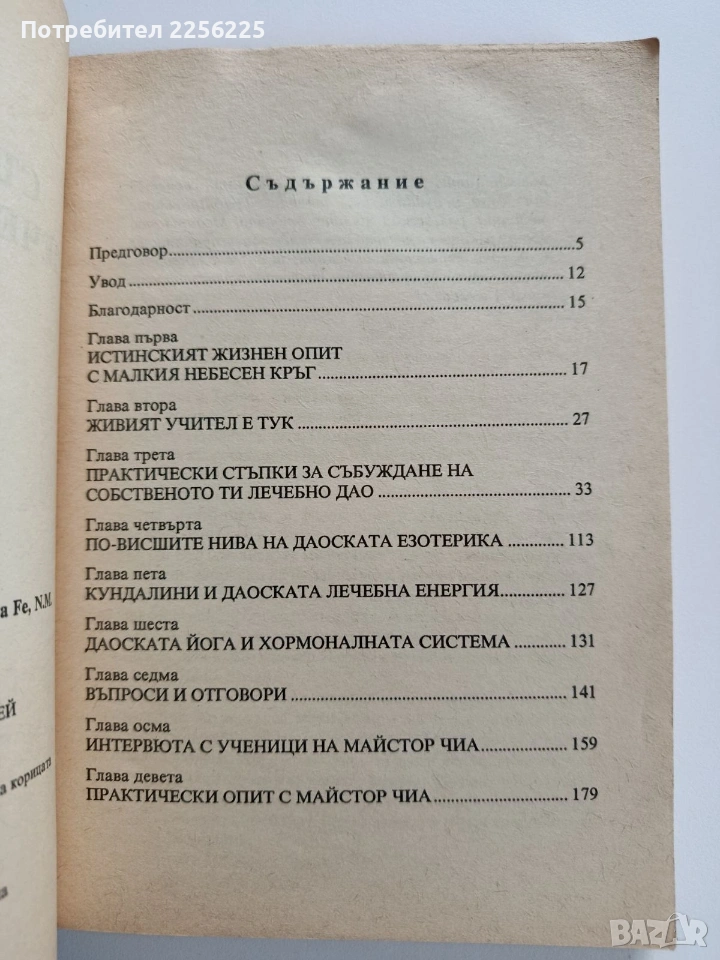 Потребител 2256225
Съдържание
Предговор 5
Увод 12
Благодарност 15
Глава първа
ИСТИНСКИЯТ ЖИЗНЕН ОПИТ
С МАЛКИЯ НЕБЕСЕН КРЪГ 17
Глава втора
ЖИВИЯТ УЧИТЕЛ Е ТУК 27
Глава трета
ПРАКТИЧЕСКИ СТЪПКИ ЗА СЪБУЖДАНЕ НА
СОБСТВЕНОТО ТИ ЛЕЧЕБНО ДАО 33
Глава четвърта
ПО-ВИСШИТЕ НИВА НА ДАОСКАТА ЕЗОТЕРИКА 113
Глава пета
КУНДАЛИНИ И ДАОСКАТА ЛЕЧЕБНА ЕНЕРГИЯ 127
Глава шеста
ДАОСКАТА ЙОГА И ХОРМОНАЛНАТА СИСТЕМА 131
Глава седма
ВЪПРОСИ И ОТГОВОРИ 141
Глава осма
ИНТЕРВЮТА С УЧЕНИЦИ НА МАЙСТОР ЧИА 159
Глава девета
ПРАКТИЧЕСКИ ОПИТ С МАЙСТОР ЧИА 179
a Fe, N.M.
ЕЙ
а корицата
BAZAR